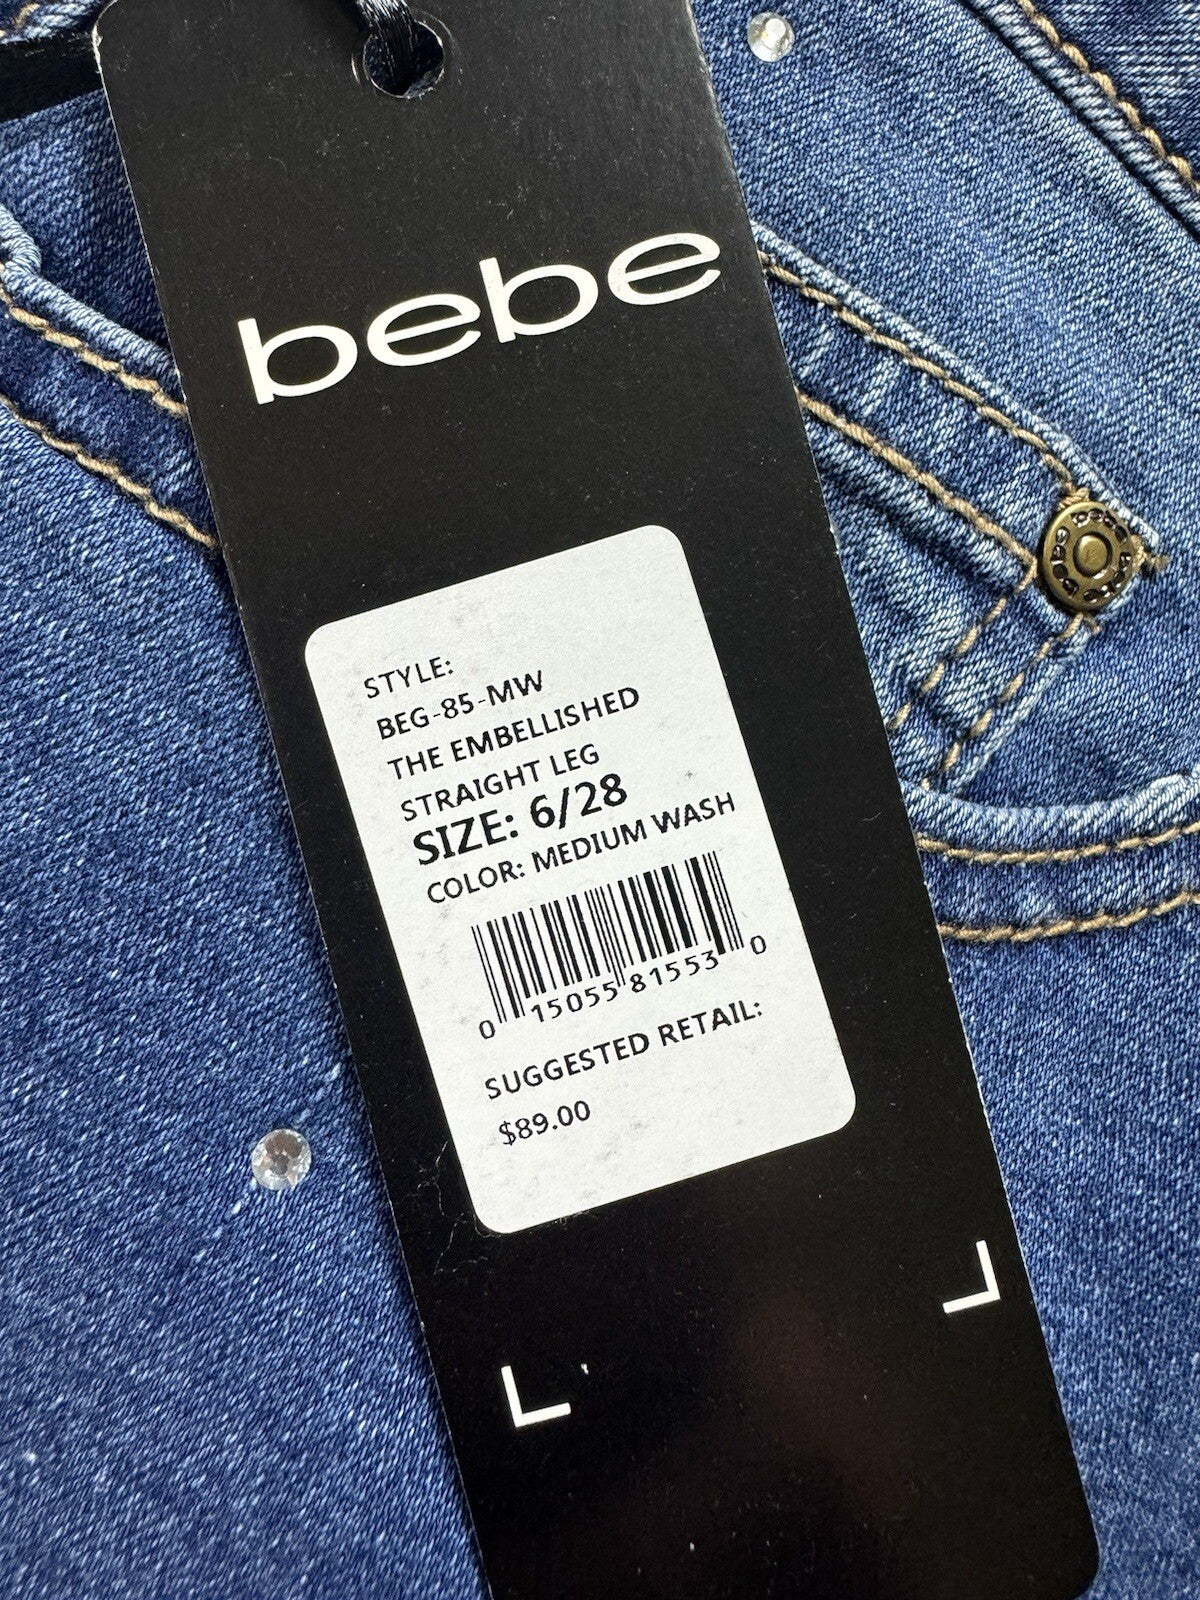 bebe
STYLE:
BEG-85-MW
THE EMBELLISHED
STRAIGHT LEG
SIZE: 6/28
COLOR: MEDIUM WASH
0 15055 81553 0
SUGGESTED RETAIL:
$89.00